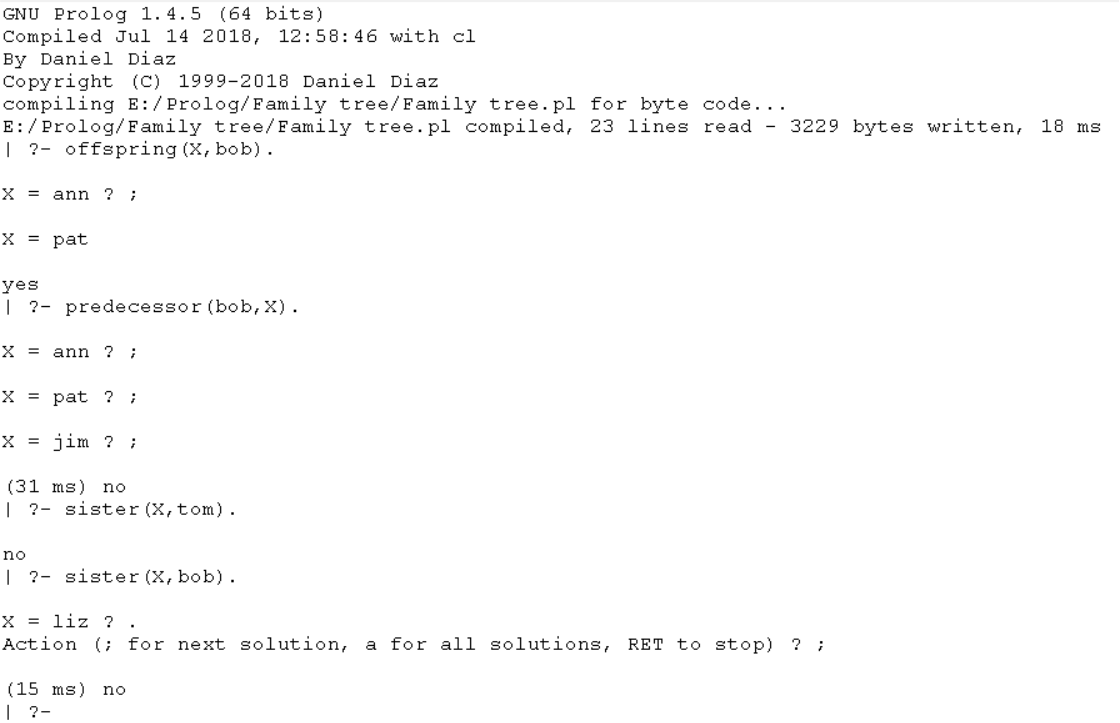 GNU Prolog 1.4.5 (64 bits)
Compiled Jul 14 2018, 12:58:46 with cl
By Daniel Diaz
Copyright (C) 1999-2018 Daniel Diaz
compiling E:/Prolog/Family tree/Family tree.pl for byte code...
E:/Prolog/Family tree/Family tree.pl compiled, 23 lines read - 3229 bytes written, 18 ms
| ?- offspring(X,bob).
X = ann ? ;
X = pat
yes
| ?- predecessor(bob,X).
X = ann ? ;
X = pat ? ;
X = jim ? ;
(31 ms) no
| ?- sister(X,tom).
no
| ?- sister(X,bob).
X = liz ? .
Action (; for next solution, a for all solutions, RET to stop) ? ;
(15 ms) no
| ?-